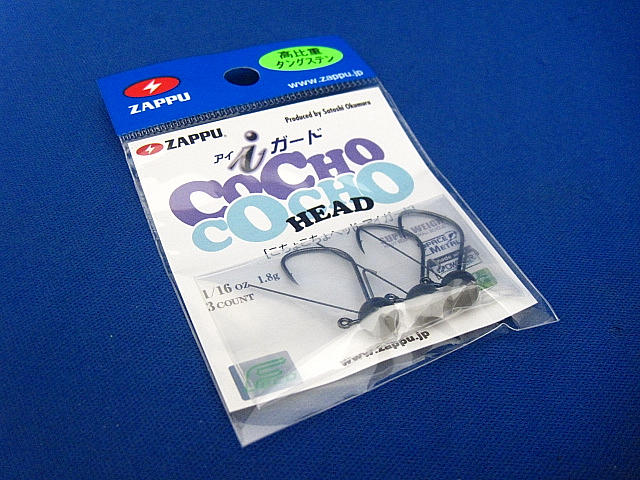 高比重
タングステン
www.zappu.jp
ZAPPU
ZAPPU
Produced by Satoshi Okumura
アイ i ガード
COCHO
COCHO
HEAD
1/16 OZ 1.8g
3 COUNT
www.zappu.jp